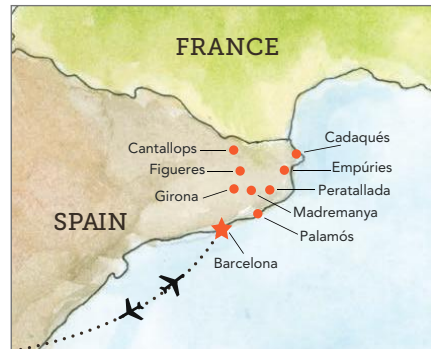 FRANCE
Cadaqués
Cantallops
Empúries
Figueres
Peratallada
Girona
Madremanya
SPAIN
Palamós
Barcelona